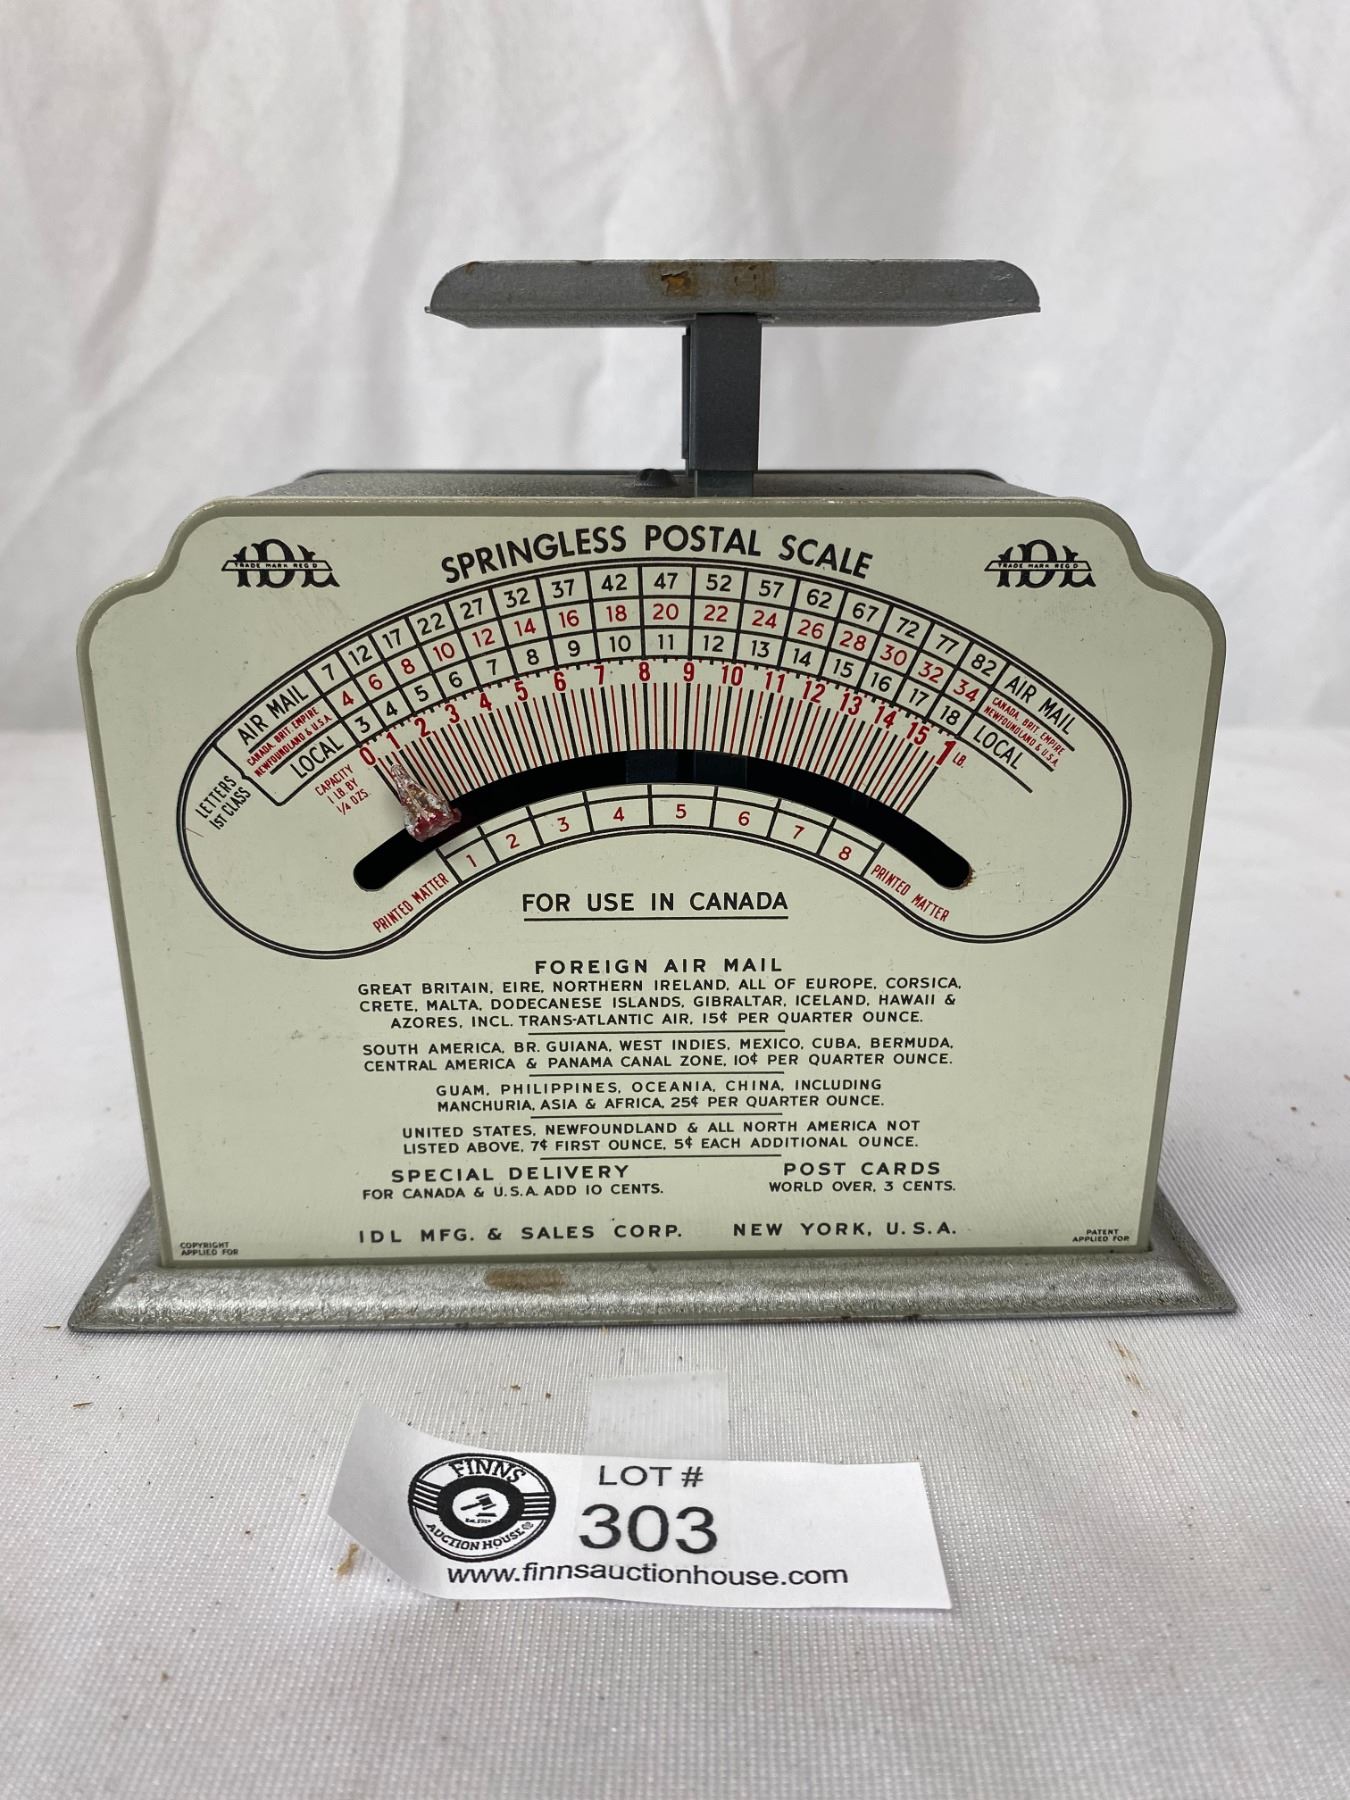 SPRINGLESS POSTAL SCALE
IDL
TRADE MARK REG'D
IDL
TRADE MARK REG'D
AIR MAIL 7 12 17 22 27 32 37 42 47 52 57 62 67 72 77 82 AIR MAIL
CANADA, BRIT. EMPIRE
NEWFOUNDLAND & U.S.A.
4 6 8 10 12 14 16 18 20 22 24 26 28 30 32 34
CANADA, BRIT. EMPIRE
NEWFOUNDLAND & U.S.A.
LOCAL 3 4 5 6 7 8 9 10 11 12 13 14 15 16 17 18 LOCAL
LETTERS
1ST CLASS
0 1 2 3 4 5 6 7 8 9 10 11 12 13 14 15 1 LB.
CAPACITY
1 LB. BY
1/4 OZS.
PRINTED MATTER 1 2 3 4 5 6 7 8 PRINTED MATTER
FOR USE IN CANADA
FOREIGN AIR MAIL
GREAT BRITAIN, EIRE, NORTHERN IRELAND, ALL OF EUROPE, CORSICA,
CRETE, MALTA, DODECANESE ISLANDS, GIBRALTAR, ICELAND, HAWAII &
AZORES, INCL. TRANS-ATLANTIC AIR, 15¢ PER QUARTER OUNCE.
SOUTH AMERICA, BR. GUIANA, WEST INDIES, MEXICO, CUBA, BERMUDA,
CENTRAL AMERICA & PANAMA CANAL ZONE, 10¢ PER QUARTER OUNCE.
GUAM, PHILIPPINES, OCEANIA, CHINA, INCLUDING
MANCHURIA, ASIA & AFRICA, 25¢ PER QUARTER OUNCE.
UNITED STATES, NEWFOUNDLAND & ALL NORTH AMERICA NOT
LISTED ABOVE, 7¢ FIRST OUNCE, 5¢ EACH ADDITIONAL OUNCE.
SPECIAL DELIVERY
FOR CANADA & U.S.A. ADD 10 CENTS.
POST CARDS
WORLD OVER, 3 CENTS.
IDL MFG. & SALES CORP. NEW YORK, U.S.A.
COPYRIGHT
APPLIED FOR
PATENT
APPLIED FOR
FINNS
AUCTION HOUSE
LOT #
303
www.finnsauctionhouse.com